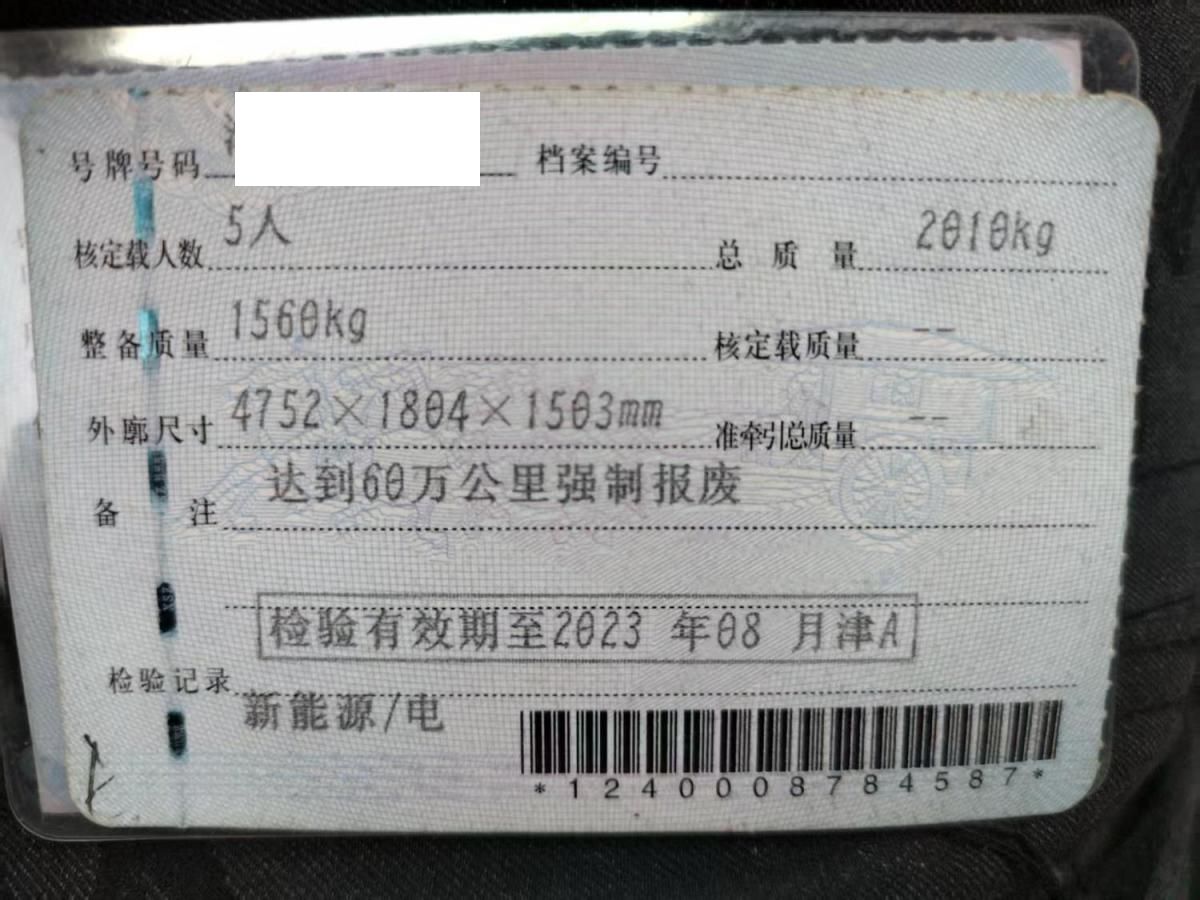 号牌号码 档案编号
核定载人数 5人 总质量 2010kg
整备质量 1560kg 核定载质量 --
外廓尺寸 4752×1804×1503mm 准牵引总质量 --
备注 达到60万公里强制报废
检验有效期至2023 年08 月津A
检验记录
新能源/电
*1240008784587*